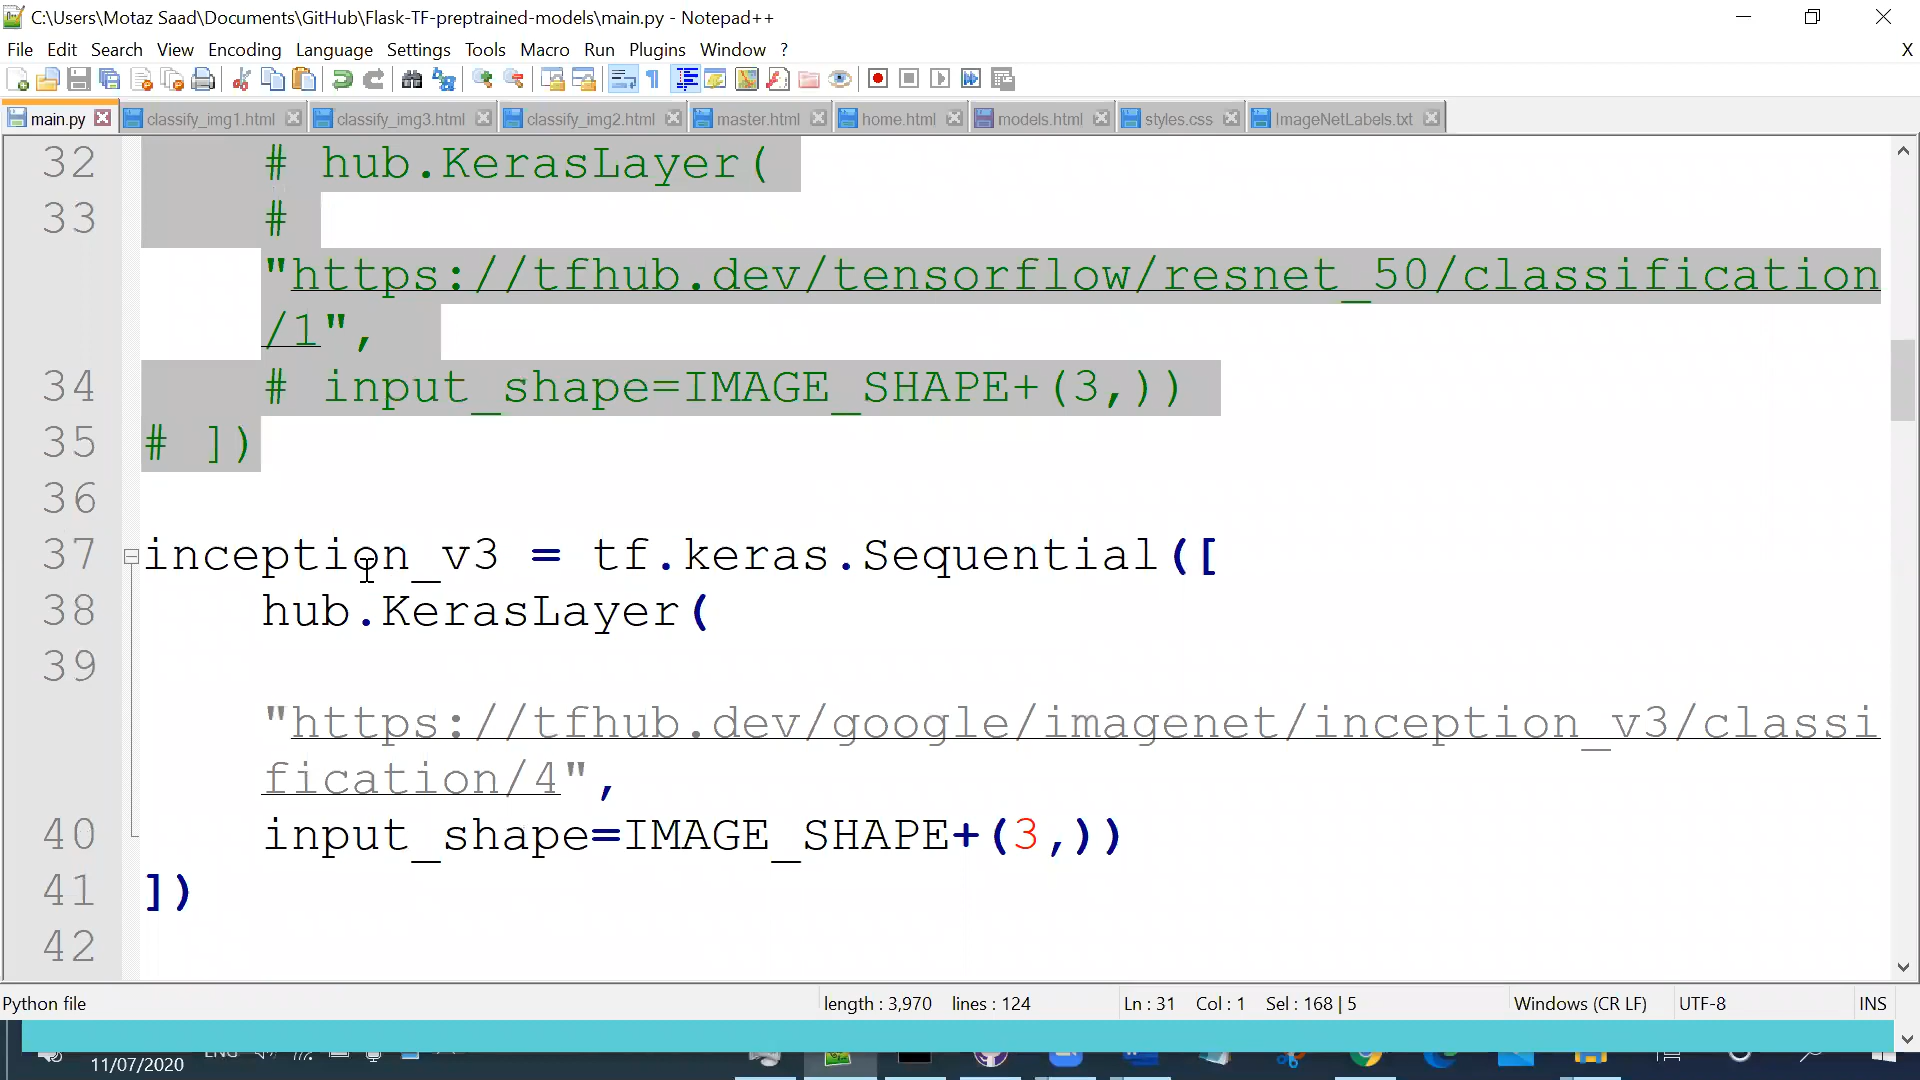 C:\Users\Motaz Saad\Documents\GitHub\Flask-TF-preptrained-models\main.py - Notepad++
File Edit Search View Encoding Language Settings Tools Macro Run Plugins Window ? X
main.py classify_img1.html classify_img3.html classify_img2.html master.html home.html models.html styles.css ImageNetLabels.txt
32 # hub.KerasLayer(
33 #
"https://tfhub.dev/tensorflow/resnet_50/classification
/1",
34 # input_shape=IMAGE_SHAPE+(3,))
35 # ])
36
37 inception_v3 = tf.keras.Sequential([
38 hub.KerasLayer(
39
"https://tfhub.dev/google/imagenet/inception_v3/classi
fication/4",
40 input_shape=IMAGE_SHAPE+(3,))
41 ])
42
Python file length : 3,970 lines : 124 Ln : 31 Col : 1 Sel : 168 | 5 Windows (CR LF) UTF-8 INS
11/07/2020